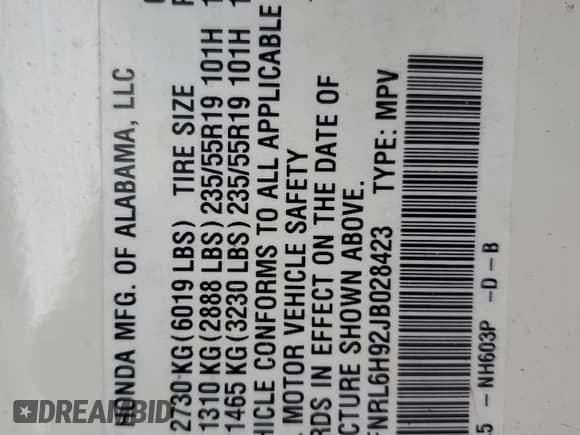 HONDA MFG. OF ALABAMA, LLC
2730 KG(6019 LBS) TIRE SIZE
1310 KG(2888 LBS)235/55R19 101H
1465 KG(3230 LBS)235/55R19 101H
HICLE CONFORMS TO ALL APPLICABLE
MOTOR VEHICLE SAFETY
RDS IN EFFECT ON THE DATE OF
CTURE SHOWN ABOVE.
FNRL6H92JB028423 TYPE: MPV
5 - NH603P - D - B
DREAMBID